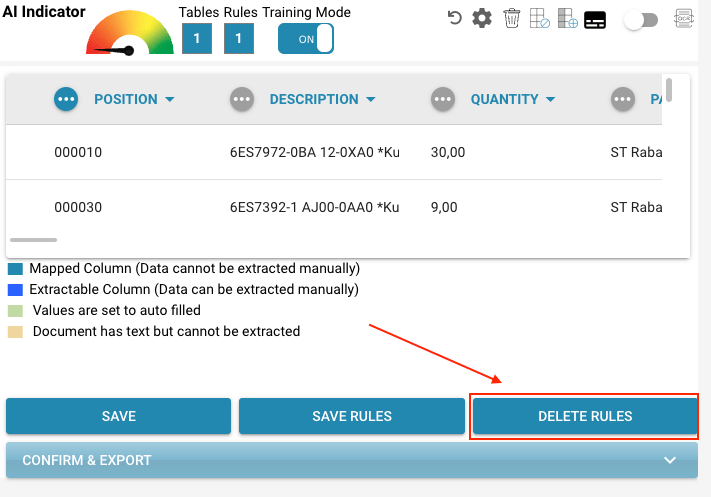 AI Indicator
Tables Rules Training Mode
1 1 ON
POSITION DESCRIPTION QUANTITY
000010 6ES7972-0BA 12-0XA0 *Ku 30,00 ST Raba
000030 6ES7392-1 AJ00-0AA0 *Ku 9,00 ST Raba
Mapped Column (Data cannot be extracted manually)
Extractable Column (Data can be extracted manually)
Values are set to auto filled
Document has text but cannot be extracted
SAVE SAVE RULES DELETE RULES
CONFIRM & EXPORT